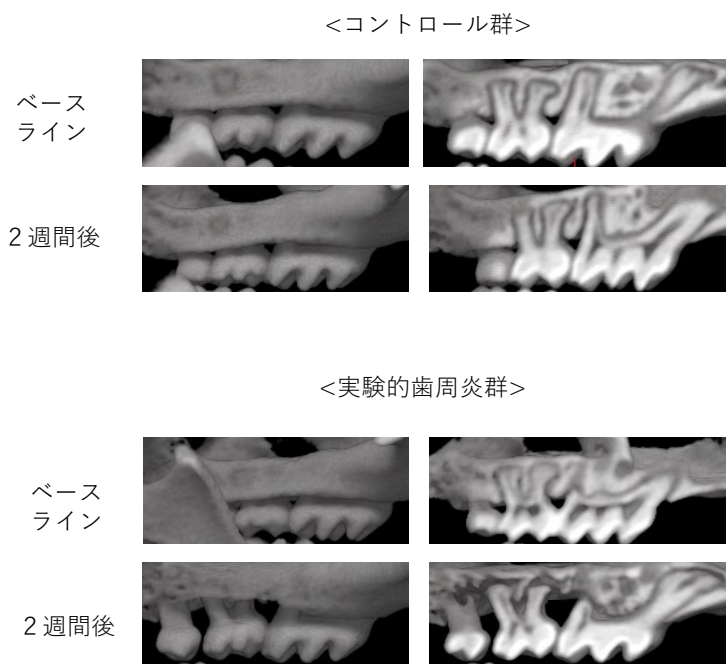 <コントロール群>
ベース
ライン
２週間後
<実験的歯周炎群>
ベース
ライン
２週間後